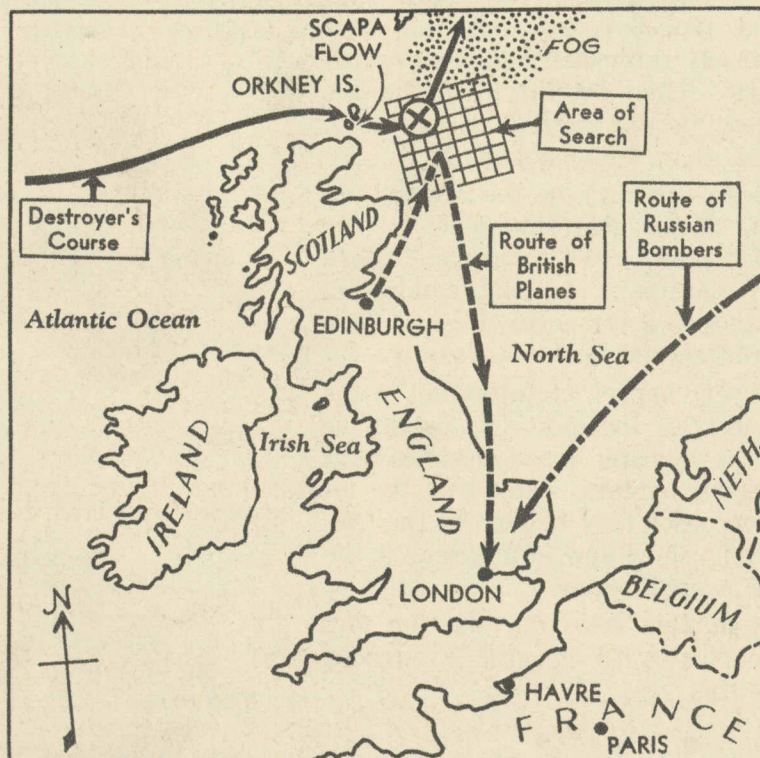 SCAPA
FLOW
FOG
ORKNEY IS.
Area of
Search
Destroyer's
Course
SCOTLAND
Route of
Russian
Bombers
Route of
British
Planes
Atlantic Ocean
EDINBURGH
North Sea
ENGLAND
Irish Sea
IRELAND
NETH
LONDON
BELGIUM
N
HAVRE
FRANCE
PARIS